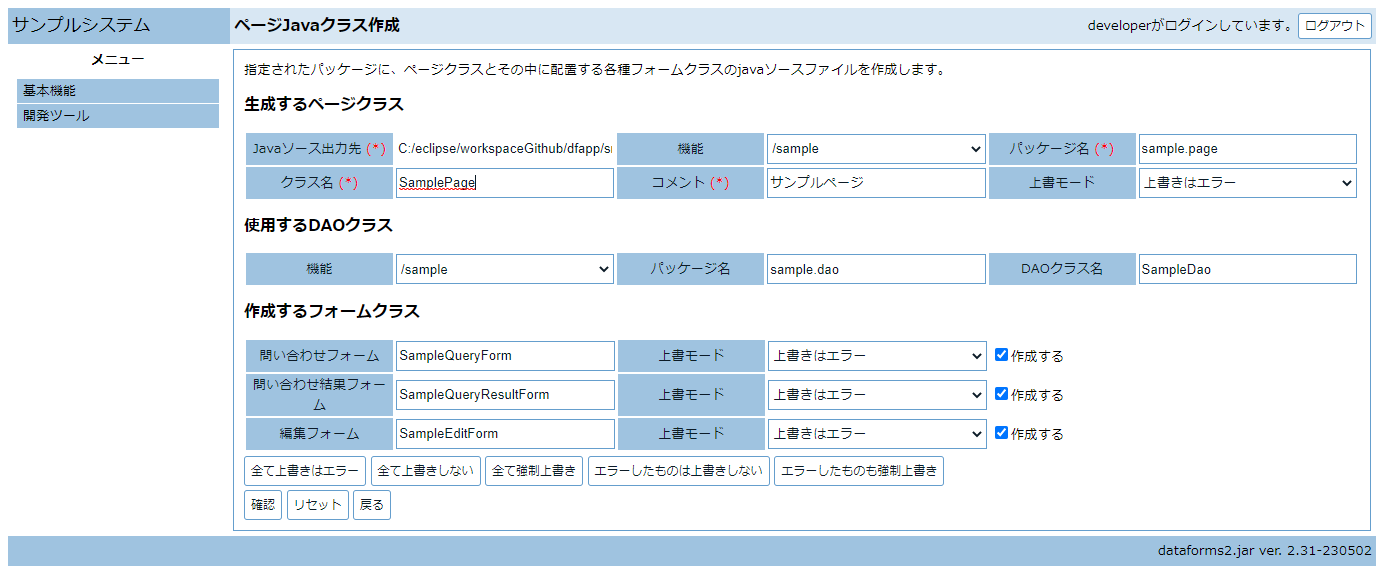 サンプルシステム ページJavaクラス作成 developerがログインしています。 ログアウト
メニュー
基本機能
開発ツール
指定されたパッケージに、ページクラスとその中に配置する各種フォームクラスのjavaソースファイルを作成します。
生成するページクラス
Javaソース出力先 (*) C:/eclipse/workspaceGithub/dfapp/sr 機能 /sample パッケージ名 (*) sample.page
クラス名 (*) SamplePage コメント (*) サンプルページ 上書モード 上書きはエラー
使用するDAOクラス
機能 /sample パッケージ名 sample.dao DAOクラス名 SampleDao
作成するフォームクラス
問い合わせフォーム SampleQueryForm 上書モード 上書きはエラー 作成する
問い合わせ結果フォー
ム SampleQueryResultForm 上書モード 上書きはエラー 作成する
編集フォーム SampleEditForm 上書モード 上書きはエラー 作成する
全て上書きはエラー 全て上書きしない 全て強制上書き エラーしたものは上書きしない エラーしたものも強制上書き
確認 リセット 戻る
dataforms2.jar ver. 2.31-230502